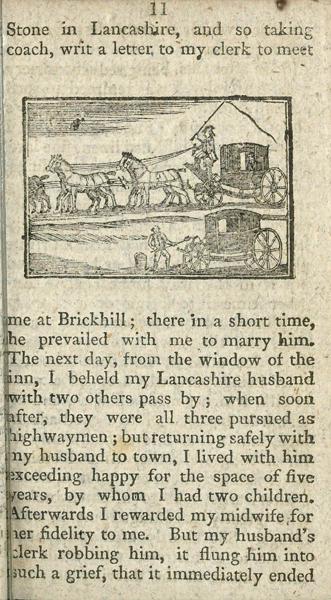 11
Stone in Lancashire, and so taking
coach, writ a letter to my clerk to meet
me at Brickhill; there in a short time,
he prevailed with me to marry him.
The next day, from the window of the
inn, I beheld my Lancashire husband
with two others pass by; when soon
after, they were all three pursued as
highwaymen; but returning safely with
my husband to town, I lived with him
exceeding happy for the space of five
years, by whom I had two children.
Afterwards I rewarded my midwife for
her fidelity to me. But my husband's
clerk robbing him, it flung him into
such a grief, that it immediately ended